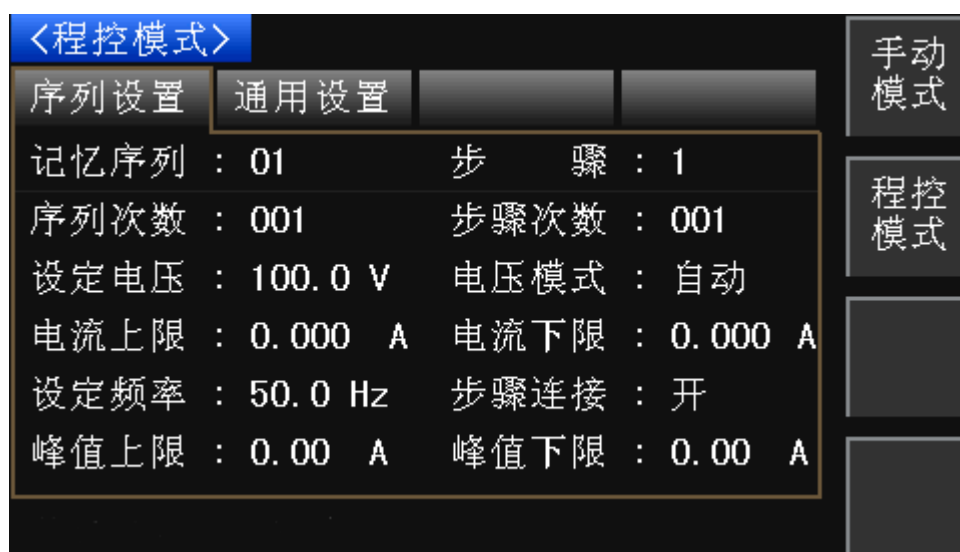 <程控模式>
序列设置 通用设置
记忆序列 : 01 步 骤 : 1
序列次数 : 001 步骤次数 : 001
设定电压 : 100.0 V 电压模式 : 自动
电流上限 : 0.000 A 电流下限 : 0.000 A
设定频率 : 50.0 Hz 步骤连接 : 开
峰值上限 : 0.00 A 峰值下限 : 0.00 A
手动
模式
程控
模式